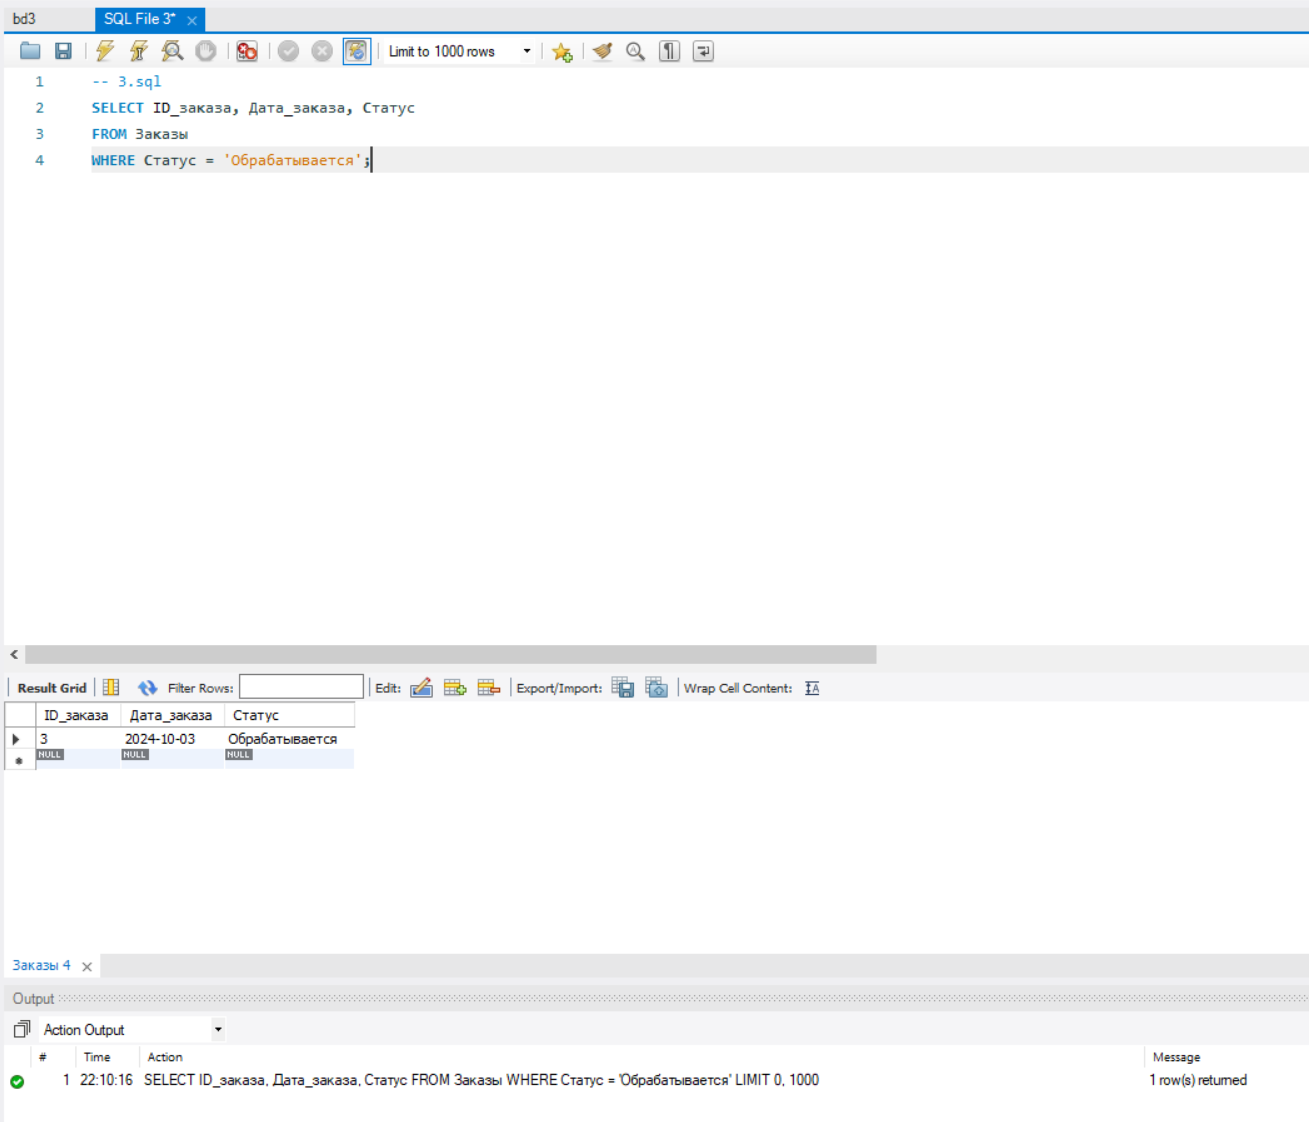 bd3 SQL File 3*
Limit to 1000 rows
1 -- 3.sql
2 SELECT ID_заказа, Дата_заказа, Статус
3 FROM Заказы
4 WHERE Статус = 'Обрабатывается';
Result Grid Filter Rows: Edit: Export/Import: Wrap Cell Content:
ID_заказа Дата_заказа Статус
3 2024-10-03 Обрабатывается
NULL NULL NULL
Заказы 4
Output
Action Output
# Time Action Message
1 22:10:16 SELECT ID_заказа, Дата_заказа, Статус FROM Заказы WHERE Статус = 'Обрабатывается' LIMIT 0, 1000 1 row(s) returned